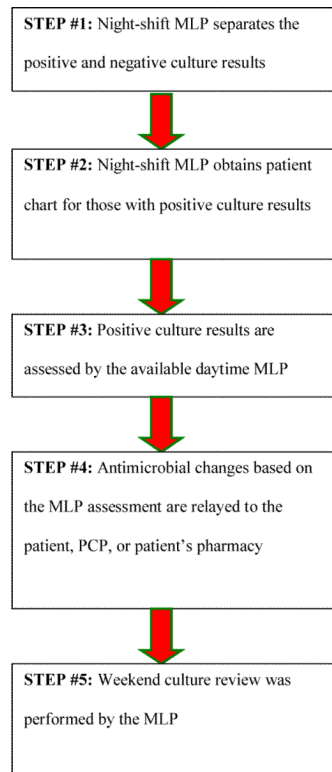 STEP #1: Night-shift MLP separates the
positive and negative culture results
STEP #2: Night-shift MLP obtains patient
chart for those with positive culture results
STEP #3: Positive culture results are
assessed by the available daytime MLP
STEP #4: Antimicrobial changes based on
the MLP assessment are relayed to the
patient, PCP, or patient's pharmacy
STEP #5: Weekend culture review was
performed by the MLP